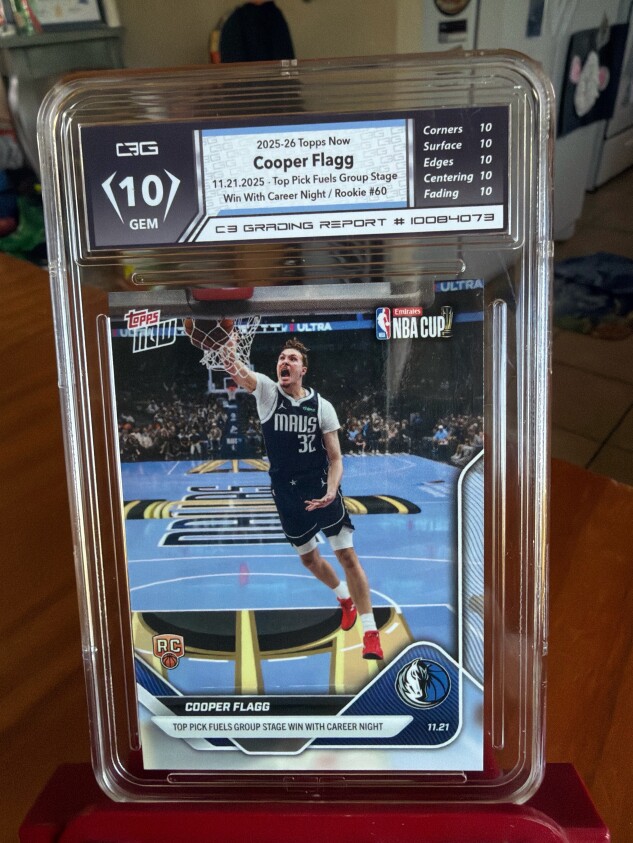 C3G
10
GEM
2025-26 Topps Now
Cooper Flagg
11.21.2025 - Top Pick Fuels Group Stage
Win With Career Night / Rookie #60
C3 GRADING REPORT # 10084073
Corners 10
Surface 10
Edges 10
Centering 10
Fading 10
ULTRA
ULTRA
TOPPS
NOW
Emirates
NBA CUP
MAVS
32
RC
COOPER FLAGG
TOP PICK FUELS GROUP STAGE WIN WITH CAREER NIGHT
11.21